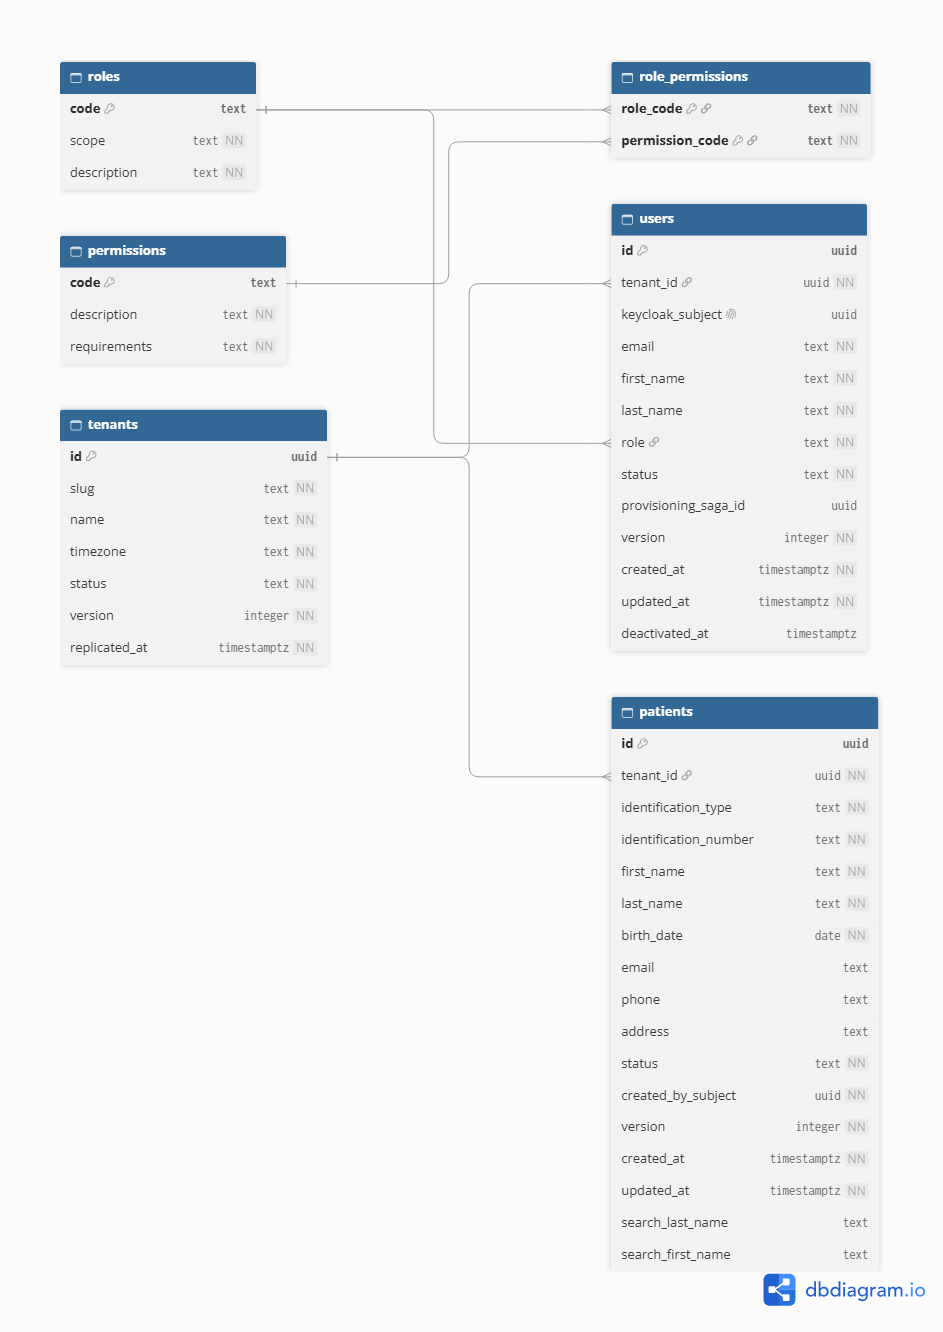 roles
code text
scope text NN
description text NN
permissions
code text
description text NN
requirements text NN
tenants
id uuid
slug text NN
name text NN
timezone text NN
status text NN
version integer NN
replicated_at timestamptz NN
role_permissions
role_code text NN
permission_code text NN
users
id uuid
tenant_id uuid NN
keycloak_subject uuid
email text NN
first_name text NN
last_name text NN
role text NN
status text NN
provisioning_saga_id uuid
version integer NN
created_at timestamptz NN
updated_at timestamptz NN
deactivated_at timestamptz
patients
id uuid
tenant_id uuid NN
identification_type text NN
identification_number text NN
first_name text NN
last_name text NN
birth_date date NN
email text
phone text
address text
status text NN
created_by_subject uuid NN
version integer NN
created_at timestamptz NN
updated_at timestamptz NN
search_last_name text
search_first_name text
dbdiagram.io